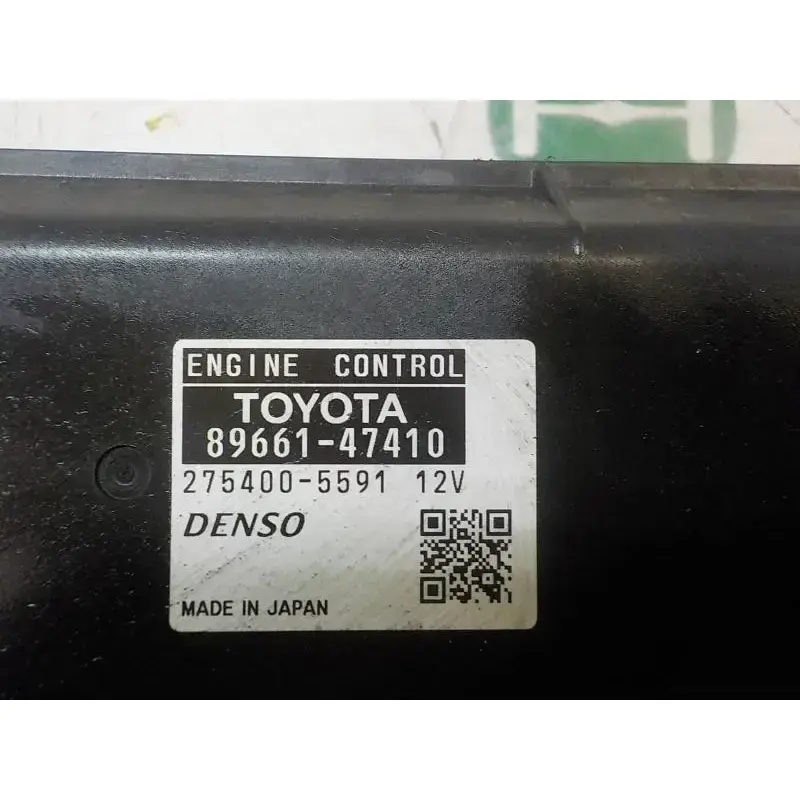 ENGINE CONTROL
TOYOTA
89661-47410
275400-5591 12V
DENSO
MADE IN JAPAN